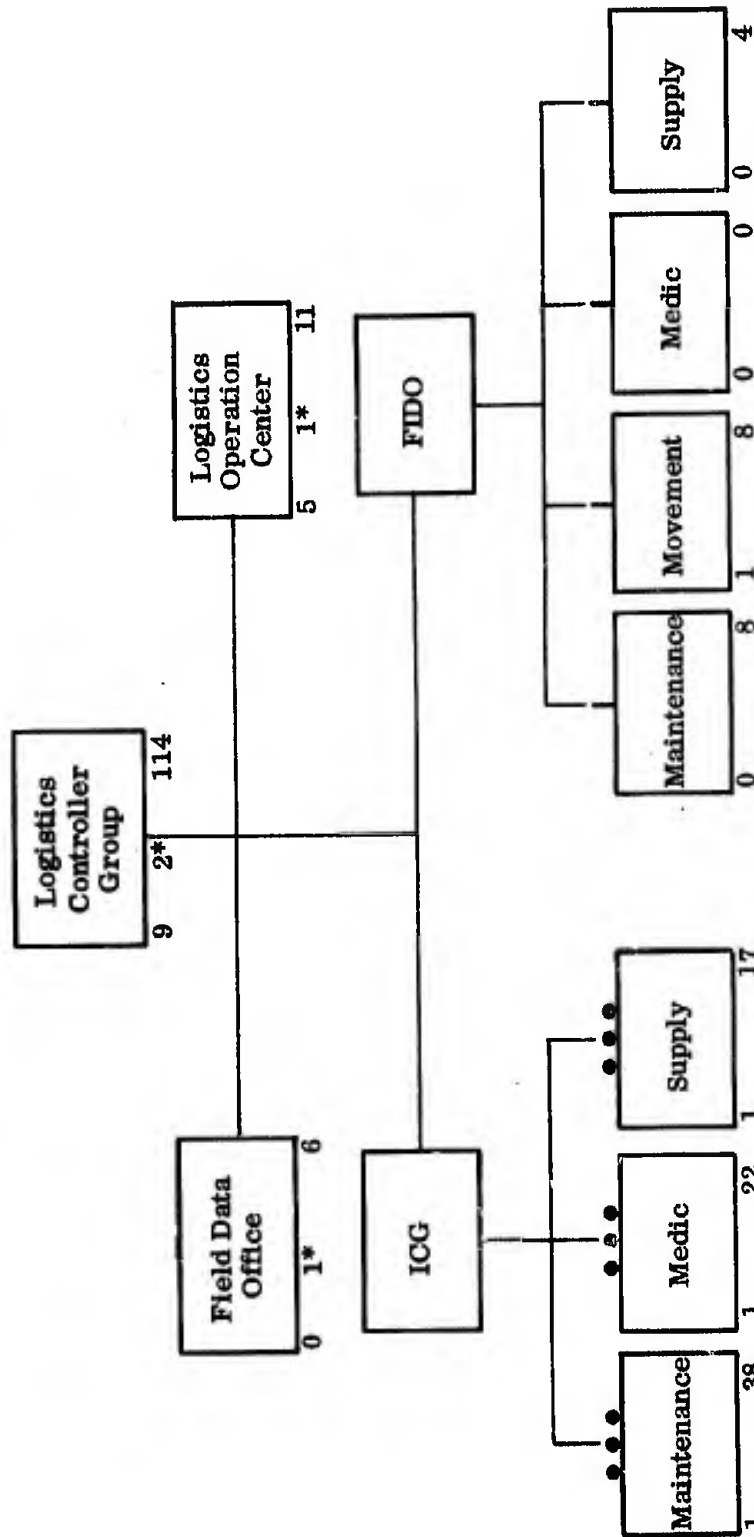 Logistics
Controller
Group
9 2* 114
Field Data
Office
0 1* 6
Logistics
Operation
Center
5 1* 11
ICG
FIDO
Maintenance
1 38
Medic
1 22
Supply
1 17
Maintenance
0 8
Movement
1 8
Medic
0 0
Supply
0 4